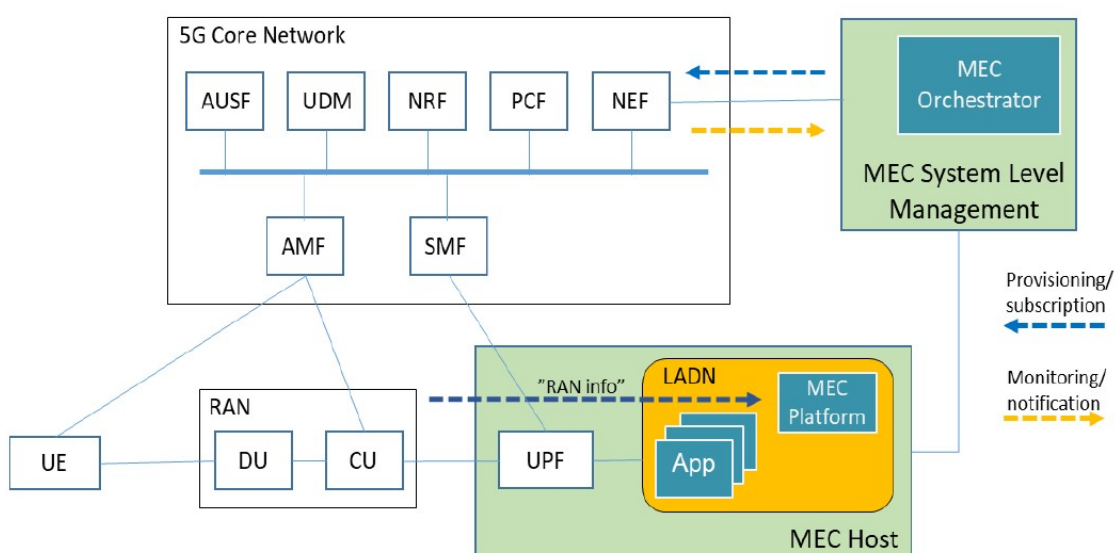 5G Core Network
AUSF
UDM
NRF
PCF
NEF
MEC
Orchestrator
MEC System Level
Management
AMF
SMF
Provisioning/
subscription
Monitoring/
notification
RAN
"RAN info"
LADN
MEC
Platform
UE
DU
CU
UPF
App
MEC Host